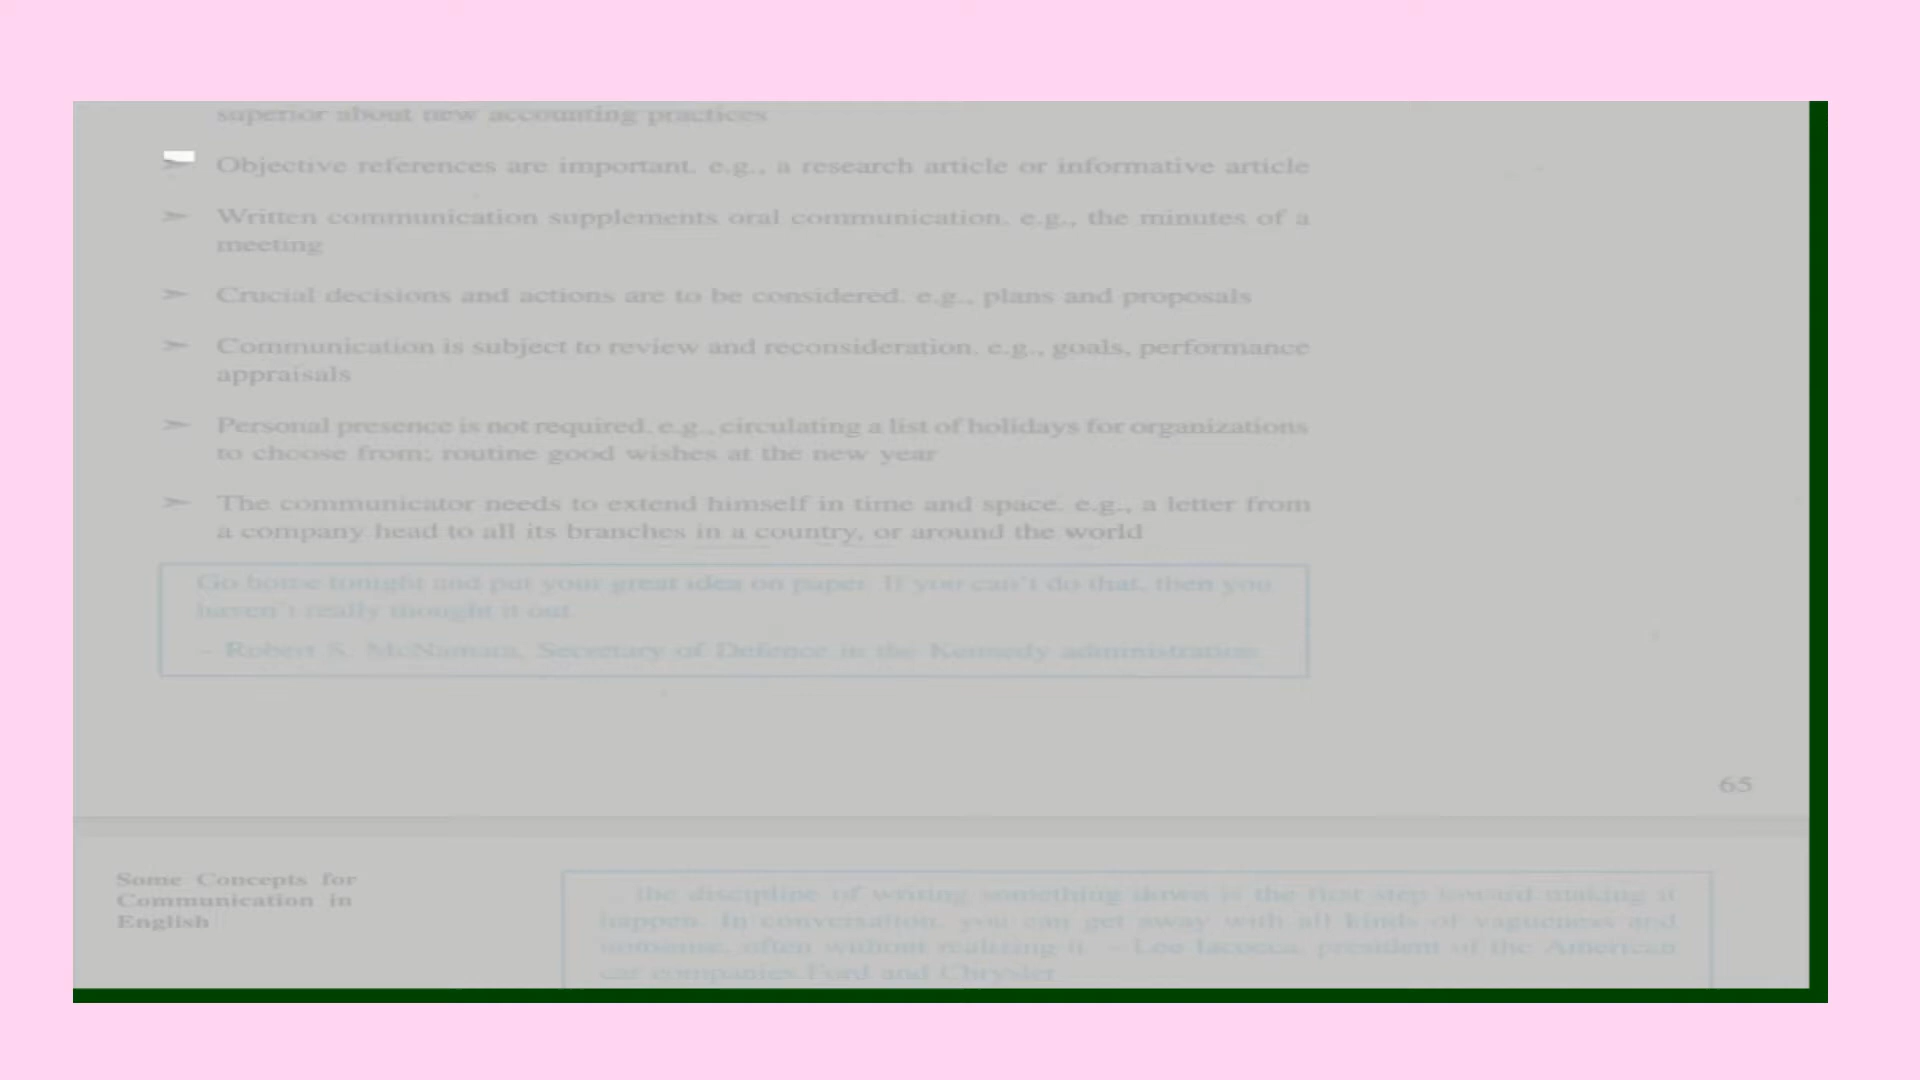 superior about new accounting practices
➢ Objective references are important. e.g., a research article or informative article
➢ Written communication supplements oral communication. e.g., the minutes of a
meeting
➢ Crucial decisions and actions are to be considered. e.g., plans and proposals
➢ Communication is subject to review and reconsideration. e.g., goals, performance
appraisals
➢ Personal presence is not required. e.g., circulating a list of holidays for organizations
to choose from; routine good wishes at the new year
➢ The communicator needs to extend himself in time and space. e.g., a letter from
a company head to all its branches in a country, or around the world
Go home tonight and put your great idea on paper. If you can't do that, then you
haven't really thought it out
– Robert S. McNamara, Secretary of Defence in the Kennedy administration
65
Some Concepts for
Communication in
English
... the discipline of writing something down is the first step toward making it
happen. In conversation, you can get away with all kinds of vagueness and
nonsense, often without realizing it. – Lee Iacocca, president of the American
car companies Ford and Chrysler